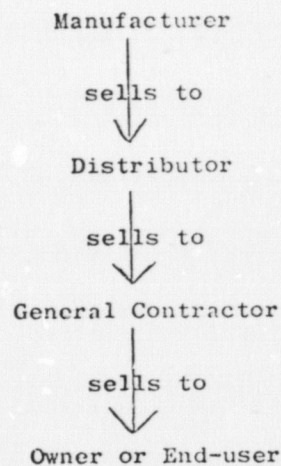 Manufacturer
sells to
Distributor
sells to
General Contractor
sells to
Owner or End-user